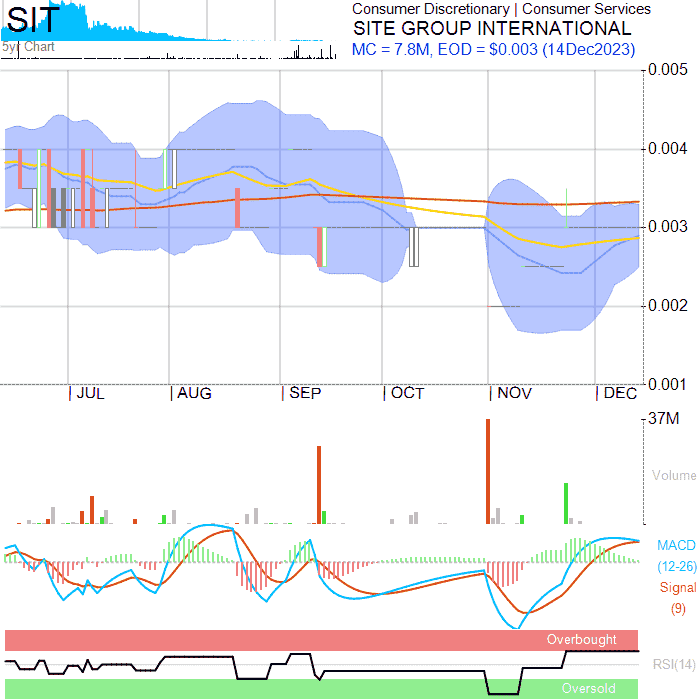 SIT
Consumer Discretionary | Consumer Services
SITE GROUP INTERNATIONAL
MC = 7.8M, EOD = $0.003 (14Dec2023)
5yr Chart
0.005
0.004
0.003
0.002
0.001
JUL
AUG
SEP
OCT
NOV
DEC
37M
Volume
MACD
(12-26)
Signal
(9)
Overbought
RSI(14)
Oversold